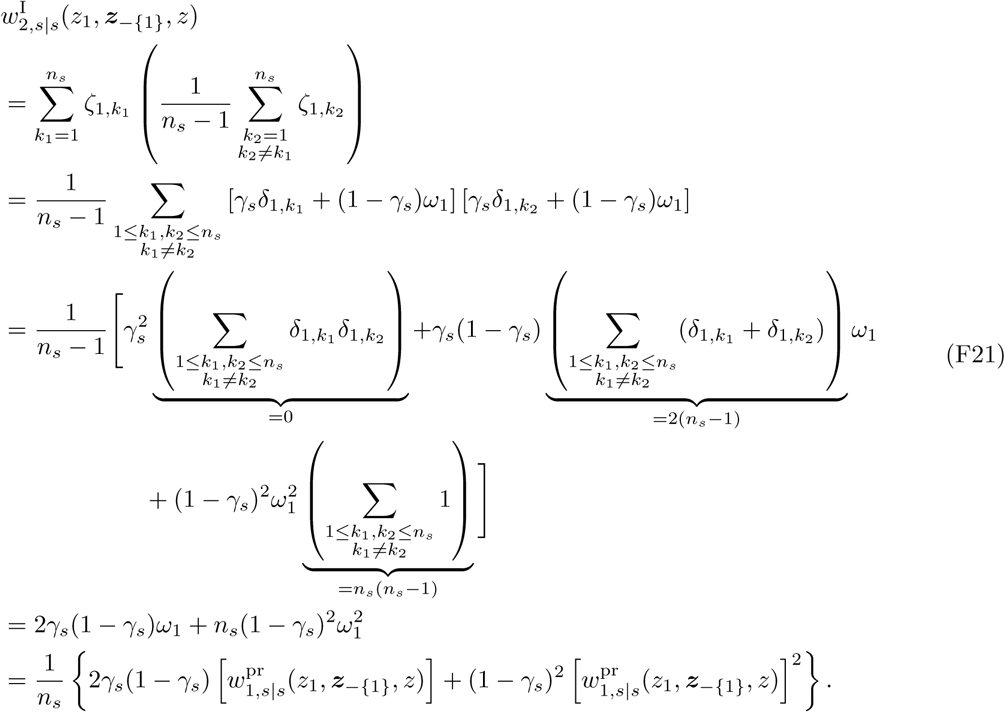 $w^{\mathrm{I}}_{2,s|s}(z_1, \boldsymbol{z}_{-\{1\}}, z)$
$= \sum_{k_1=1}^{n_s} \zeta_{1,k_1} \left( \frac{1}{n_s-1} \sum_{\substack{k_2=1 \\ k_2 \neq k_1}}^{n_s} \zeta_{1,k_2} \right)$
$= \frac{1}{n_s-1} \sum_{\substack{1 \leq k_1,k_2 \leq n_s \\ k_1 \neq k_2}} [\gamma_s \delta_{1,k_1} + (1-\gamma_s)\omega_1] [\gamma_s \delta_{1,k_2} + (1-\gamma_s)\omega_1]$
$= \frac{1}{n_s-1} \Bigg[ \gamma_s^2 \underbrace{\left( \sum_{\substack{1 \leq k_1,k_2 \leq n_s \\ k_1 \neq k_2}} \delta_{1,k_1} \delta_{1,k_2} \right)}_{=0} + \gamma_s(1-\gamma_s) \underbrace{\left( \sum_{\substack{1 \leq k_1,k_2 \leq n_s \\ k_1 \neq k_2}} (\delta_{1,k_1} + \delta_{1,k_2}) \right)}_{=2(n_s-1)} \omega_1$ (F21)
$+ (1-\gamma_s)^2 \omega_1^2 \underbrace{\left( \sum_{\substack{1 \leq k_1,k_2 \leq n_s \\ k_1 \neq k_2}} 1 \right)}_{=n_s(n_s-1)} \Bigg]$
$= 2\gamma_s(1-\gamma_s)\omega_1 + n_s(1-\gamma_s)^2 \omega_1^2$
$= \frac{1}{n_s} \left\{ 2\gamma_s(1-\gamma_s) \left[ w^{\mathrm{pr}}_{1,s|s}(z_1, \boldsymbol{z}_{-\{1\}}, z) \right] + (1-\gamma_s)^2 \left[ w^{\mathrm{pr}}_{1,s|s}(z_1, \boldsymbol{z}_{-\{1\}}, z) \right]^2 \right\}.$